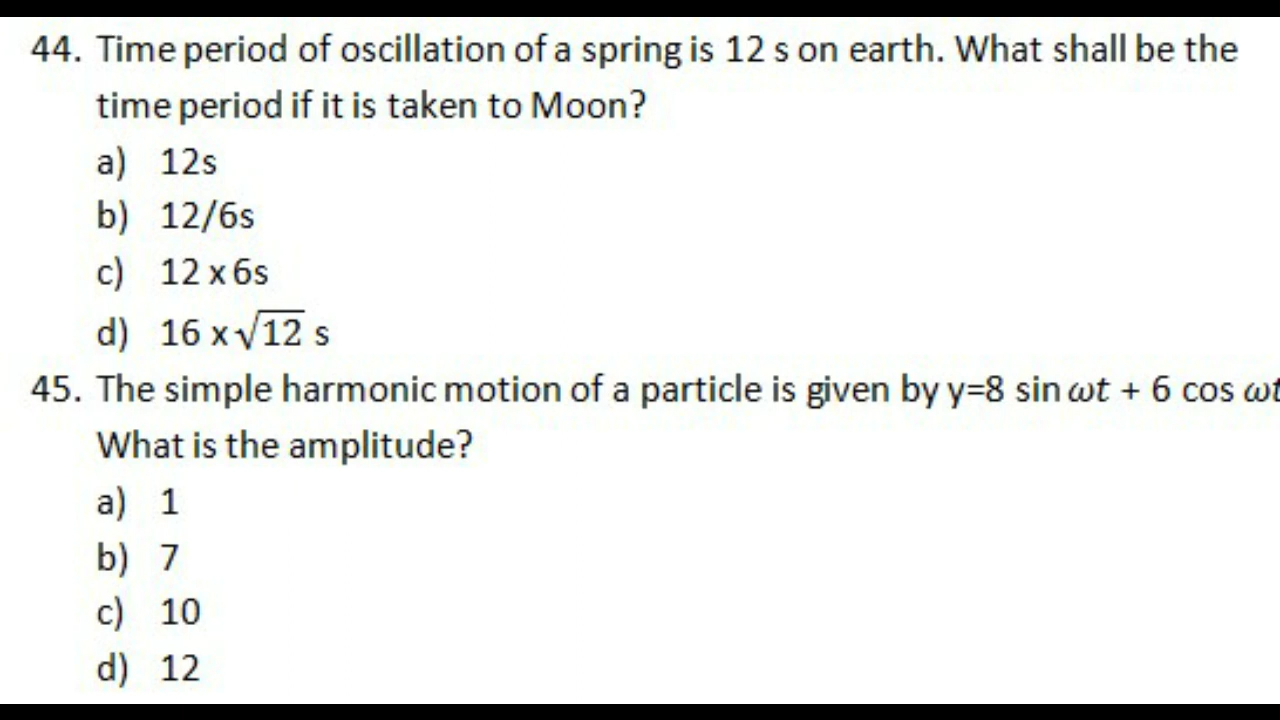 44. Time period of oscillation of a spring is 12 s on earth. What shall be the
time period if it is taken to Moon?
a) 12s
b) 12/6s
c) 12 x 6s
d) 16 x √12 s
45. The simple harmonic motion of a particle is given by y=8 sin ωt + 6 cos ωt
What is the amplitude?
a) 1
b) 7
c) 10
d) 12